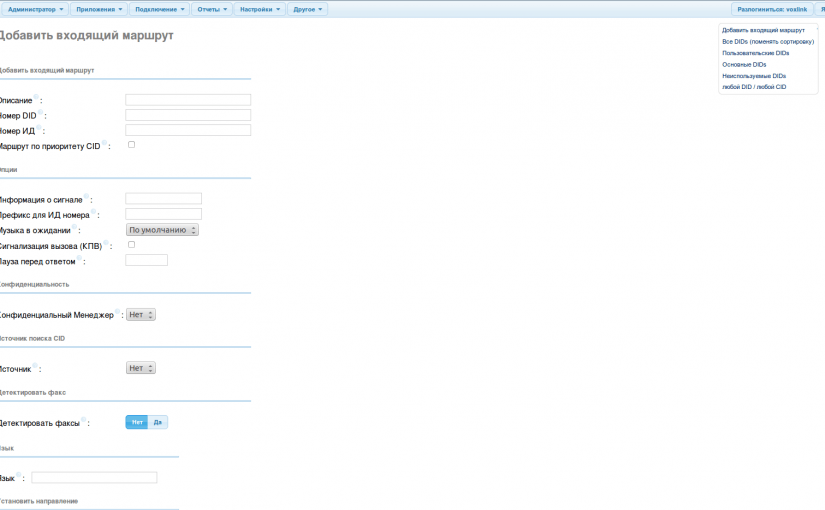 Администратор Приложения Подключение Отчеты Настройки Другое Разлогиниться: voxlink
Добавить входящий маршрут
Добавить входящий маршрут
Все DIDs (поменять сортировку)
Пользовательские DIDs
Основные DIDs
Неиспользуемые DIDs
любой DID / любой CID
Добавить входящий маршрут
Описание :
Номер DID :
Номер ИД :
Маршрут по приоритету CID :
Опции
Информация о сигнале :
Префикс для ИД номера :
Музыка в ожидании : По умолчанию
Сигнализация вызова (КПВ) :
Пауза перед ответом :
Конфиденциальность
Конфиденциальный Менеджер : Нет
Источник поиска CID
Источник : Нет
Детектировать факс
Детектировать факсы : Нет Да
Язык
Язык :
Установить направление